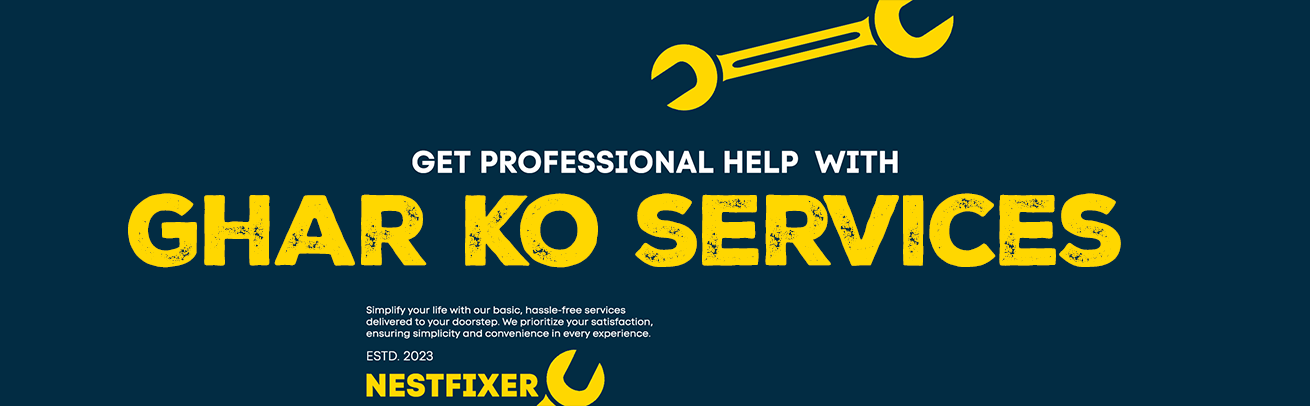 GET PROFESSIONAL HELP WITH
GHAR KO SERVICES
Simplify your life with our basic, hassle-free services
delivered to your doorstep. We prioritize your satisfaction,
ensuring simplicity and convenience in every experience.
ESTD. 2023
NESTFIXER